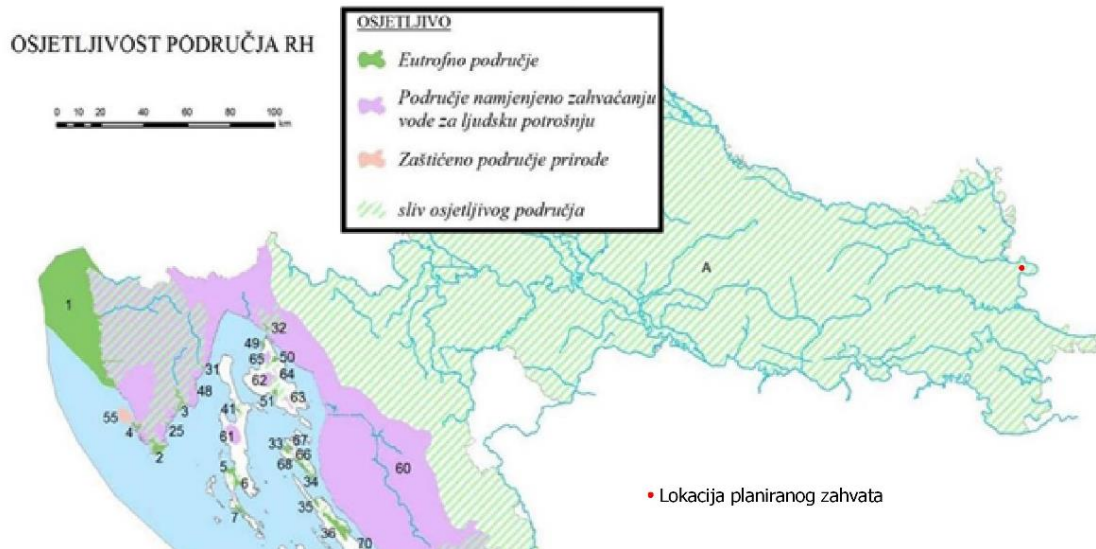 OSJETLJIVOST PODRUČJA RH
0 10 20 40 60 80 100
km
OSJETLJIVO
Eutrofno područje
Područje namjenjeno zahvaćanju
vode za ljudsku potrošnju
Zaštićeno područje prirode
sliv osjetljivog područja
A
1
32
49
65
50
31
62
64
48
51
63
3
41
55
4
25
61
2
33
67
66
60
5
68
6
34
7
35
36
70
• Lokacija planiranog zahvata